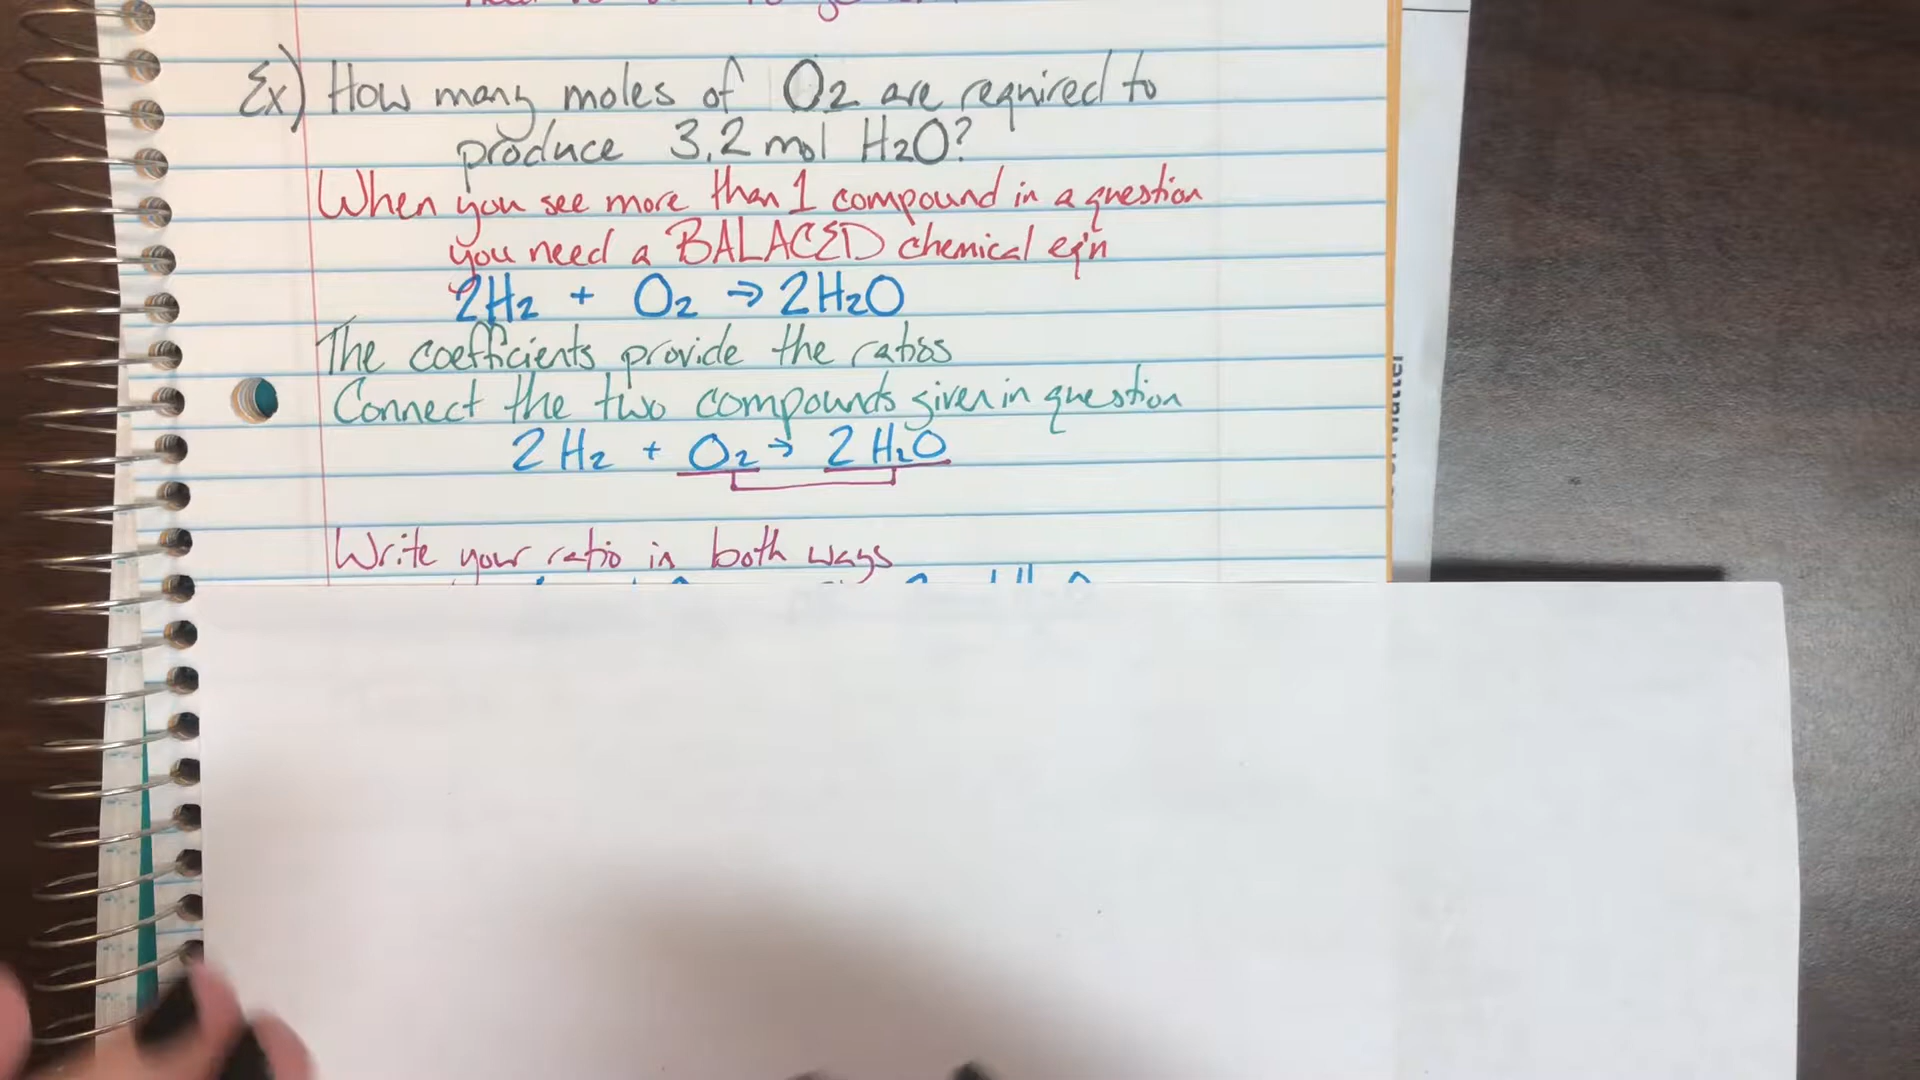 Ex) How many moles of O2 are required to
produce 3.2 mol H2O?
When you see more than 1 compound in a question
you need a BALACED chemical eq'n
2H2 + O2 → 2H2O
The coefficients provide the ratios
Connect the two compounds given in question
2 H2 + O2 → 2 H2O
Write your ratio in both ways